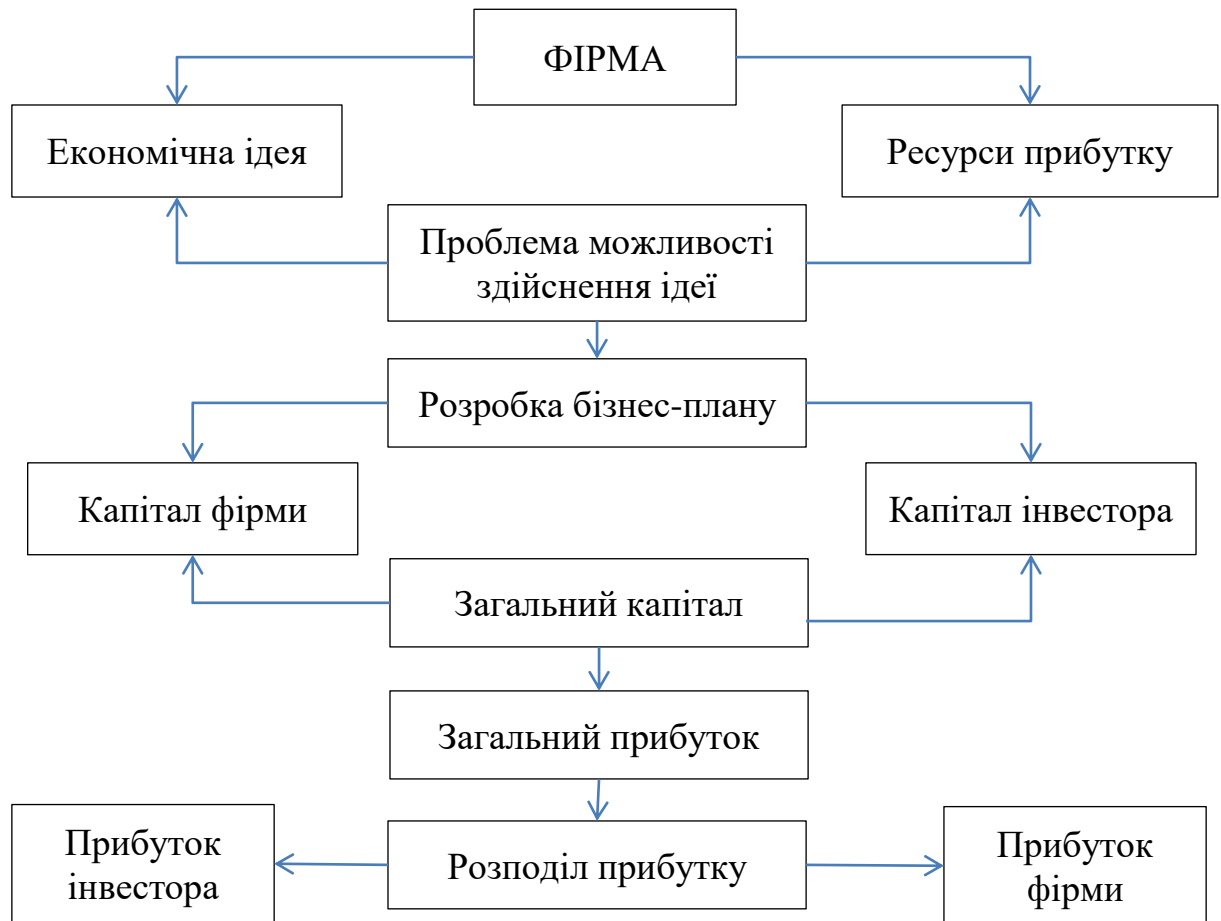 ФІРМА
Економічна ідея
Ресурси прибутку
Проблема можливості
здійснення ідеї
Розробка бізнес-плану
Капітал фірми
Капітал інвестора
Загальний капітал
Загальний прибуток
Прибуток
інвестора
Розподіл прибутку
Прибуток
фірми